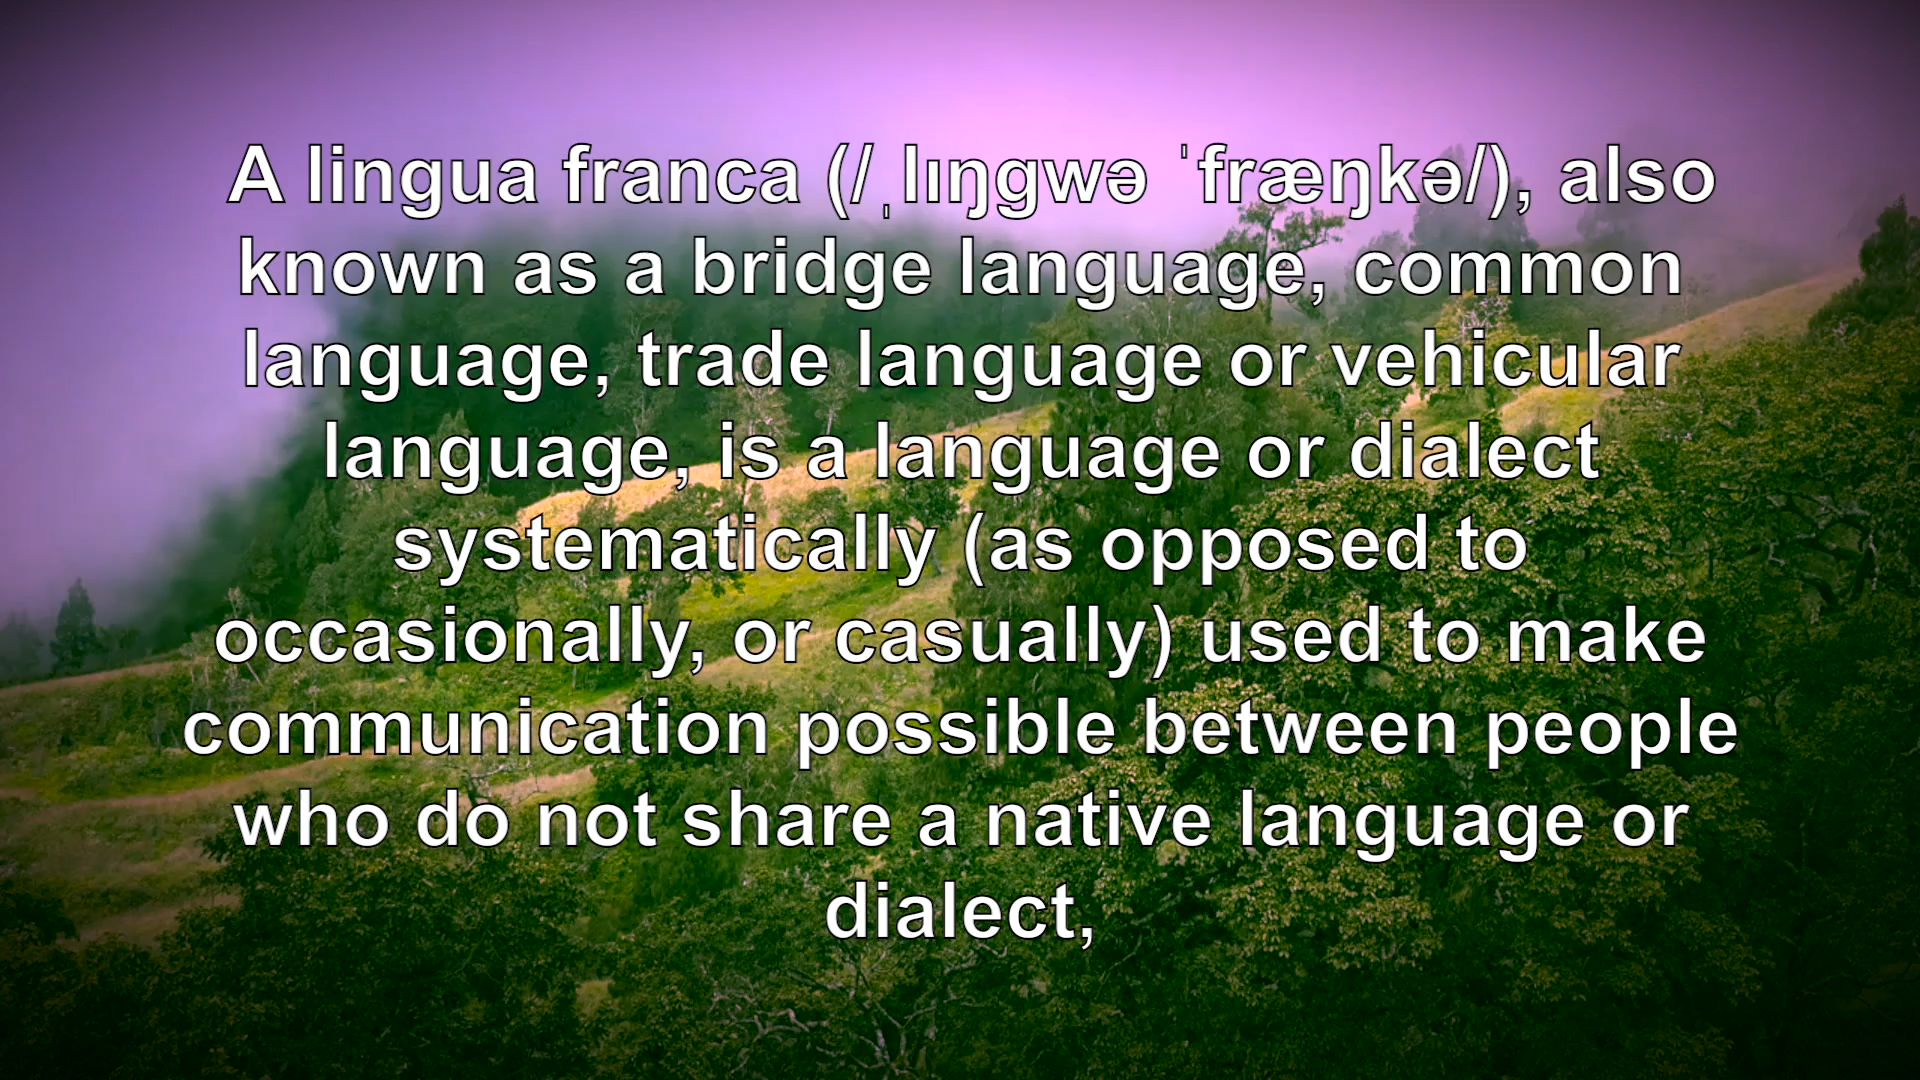 A lingua franca (/ˌlɪŋgwə ˈfræŋkə/), also
known as a bridge language, common
language, trade language or vehicular
language, is a language or dialect
systematically (as opposed to
occasionally, or casually) used to make
communication possible between people
who do not share a native language or
dialect,